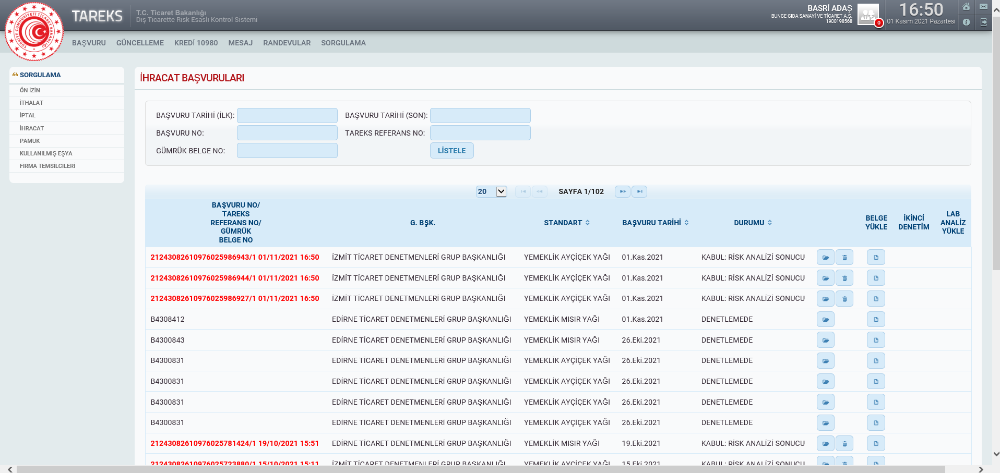 TAREKS
T.C. Ticaret Bakanlığı
Dış Ticarette Risk Esaslı Kontrol Sistemi
BASRİ ADAŞ
BUNGE GIDA SANAYİ VE TİCARET A.Ş.
1900198568
0
16:50
01 Kasım 2021 Pazartesi
BAŞVURU GÜNCELLEME KREDİ 10980 MESAJ RANDEVULAR SORGULAMA
SORGULAMA
ÖN İZİN
İTHALAT
İPTAL
İHRACAT
PAMUK
KULLANILMIŞ EŞYA
FİRMA TEMSİLCİLERİ
İHRACAT BAŞVURULARI
BAŞVURU TARİHİ (İLK): BAŞVURU TARİHİ (SON):
BAŞVURU NO: TAREKS REFERANS NO:
GÜMRÜK BELGE NO: LİSTELE
20 SAYFA 1/102
BAŞVURU NO/
TAREKS
REFERANS NO/
GÜMRÜK
BELGE NO
G. BŞK.
STANDART
BAŞVURU TARİHİ
DURUMU
BELGE
YÜKLE
İKİNCİ
DENETİM
LAB
ANALİZ
YÜKLE
21243082610976025986943/1 01/11/2021 16:50 İZMİT TİCARET DENETMENLERİ GRUP BAŞKANLIĞI YEMEKLİK AYÇİÇEK YAĞI 01.Kas.2021 KABUL: RİSK ANALİZİ SONUCU
21243082610976025986944/1 01/11/2021 16:50 İZMİT TİCARET DENETMENLERİ GRUP BAŞKANLIĞI YEMEKLİK AYÇİÇEK YAĞI 01.Kas.2021 KABUL: RİSK ANALİZİ SONUCU
21243082610976025986927/1 01/11/2021 16:50 İZMİT TİCARET DENETMENLERİ GRUP BAŞKANLIĞI YEMEKLİK AYÇİÇEK YAĞI 01.Kas.2021 KABUL: RİSK ANALİZİ SONUCU
B4308412 EDİRNE TİCARET DENETMENLERİ GRUP BAŞKANLIĞI YEMEKLİK MISIR YAĞI 01.Kas.2021 DENETLEMEDE
B4300843 EDİRNE TİCARET DENETMENLERİ GRUP BAŞKANLIĞI YEMEKLİK MISIR YAĞI 26.Eki.2021 DENETLEMEDE
B4300831 EDİRNE TİCARET DENETMENLERİ GRUP BAŞKANLIĞI YEMEKLİK AYÇİÇEK YAĞI 26.Eki.2021 DENETLEMEDE
B4300831 EDİRNE TİCARET DENETMENLERİ GRUP BAŞKANLIĞI YEMEKLİK AYÇİÇEK YAĞI 26.Eki.2021 DENETLEMEDE
B4300831 EDİRNE TİCARET DENETMENLERİ GRUP BAŞKANLIĞI YEMEKLİK AYÇİÇEK YAĞI 26.Eki.2021 DENETLEMEDE
B4300831 EDİRNE TİCARET DENETMENLERİ GRUP BAŞKANLIĞI YEMEKLİK AYÇİÇEK YAĞI 26.Eki.2021 DENETLEMEDE
21243082610976025781424/1 19/10/2021 15:51 EDİRNE TİCARET DENETMENLERİ GRUP BAŞKANLIĞI YEMEKLİK MISIR YAĞI 19.Eki.2021 KABUL: RİSK ANALİZİ SONUCU
21243082610976025723880/1 15/10/2021 15:11 İZMİT TİCARET DENETMENLERİ GRUP BAŞKANLIĞI YEMEKLİK AYÇİÇEK YAĞI 15.Eki.2021 KABUL: RİSK ANALİZİ SONUCU